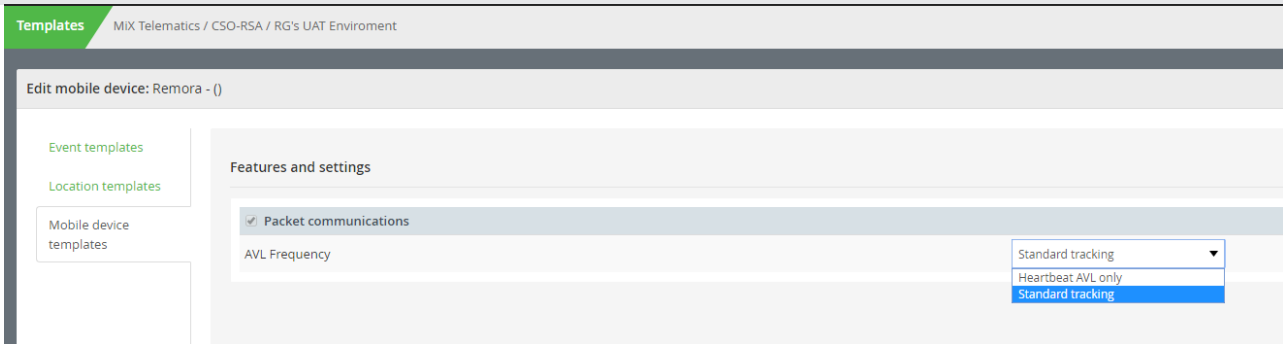 Templates MiX Telematics / CSO-RSA / RG's UAT Enviroment
Edit mobile device: Remora - ()
Event templates
Location templates
Mobile device
templates
Features and settings
Packet communications
AVL Frequency
Standard tracking
Heartbeat AVL only
Standard tracking